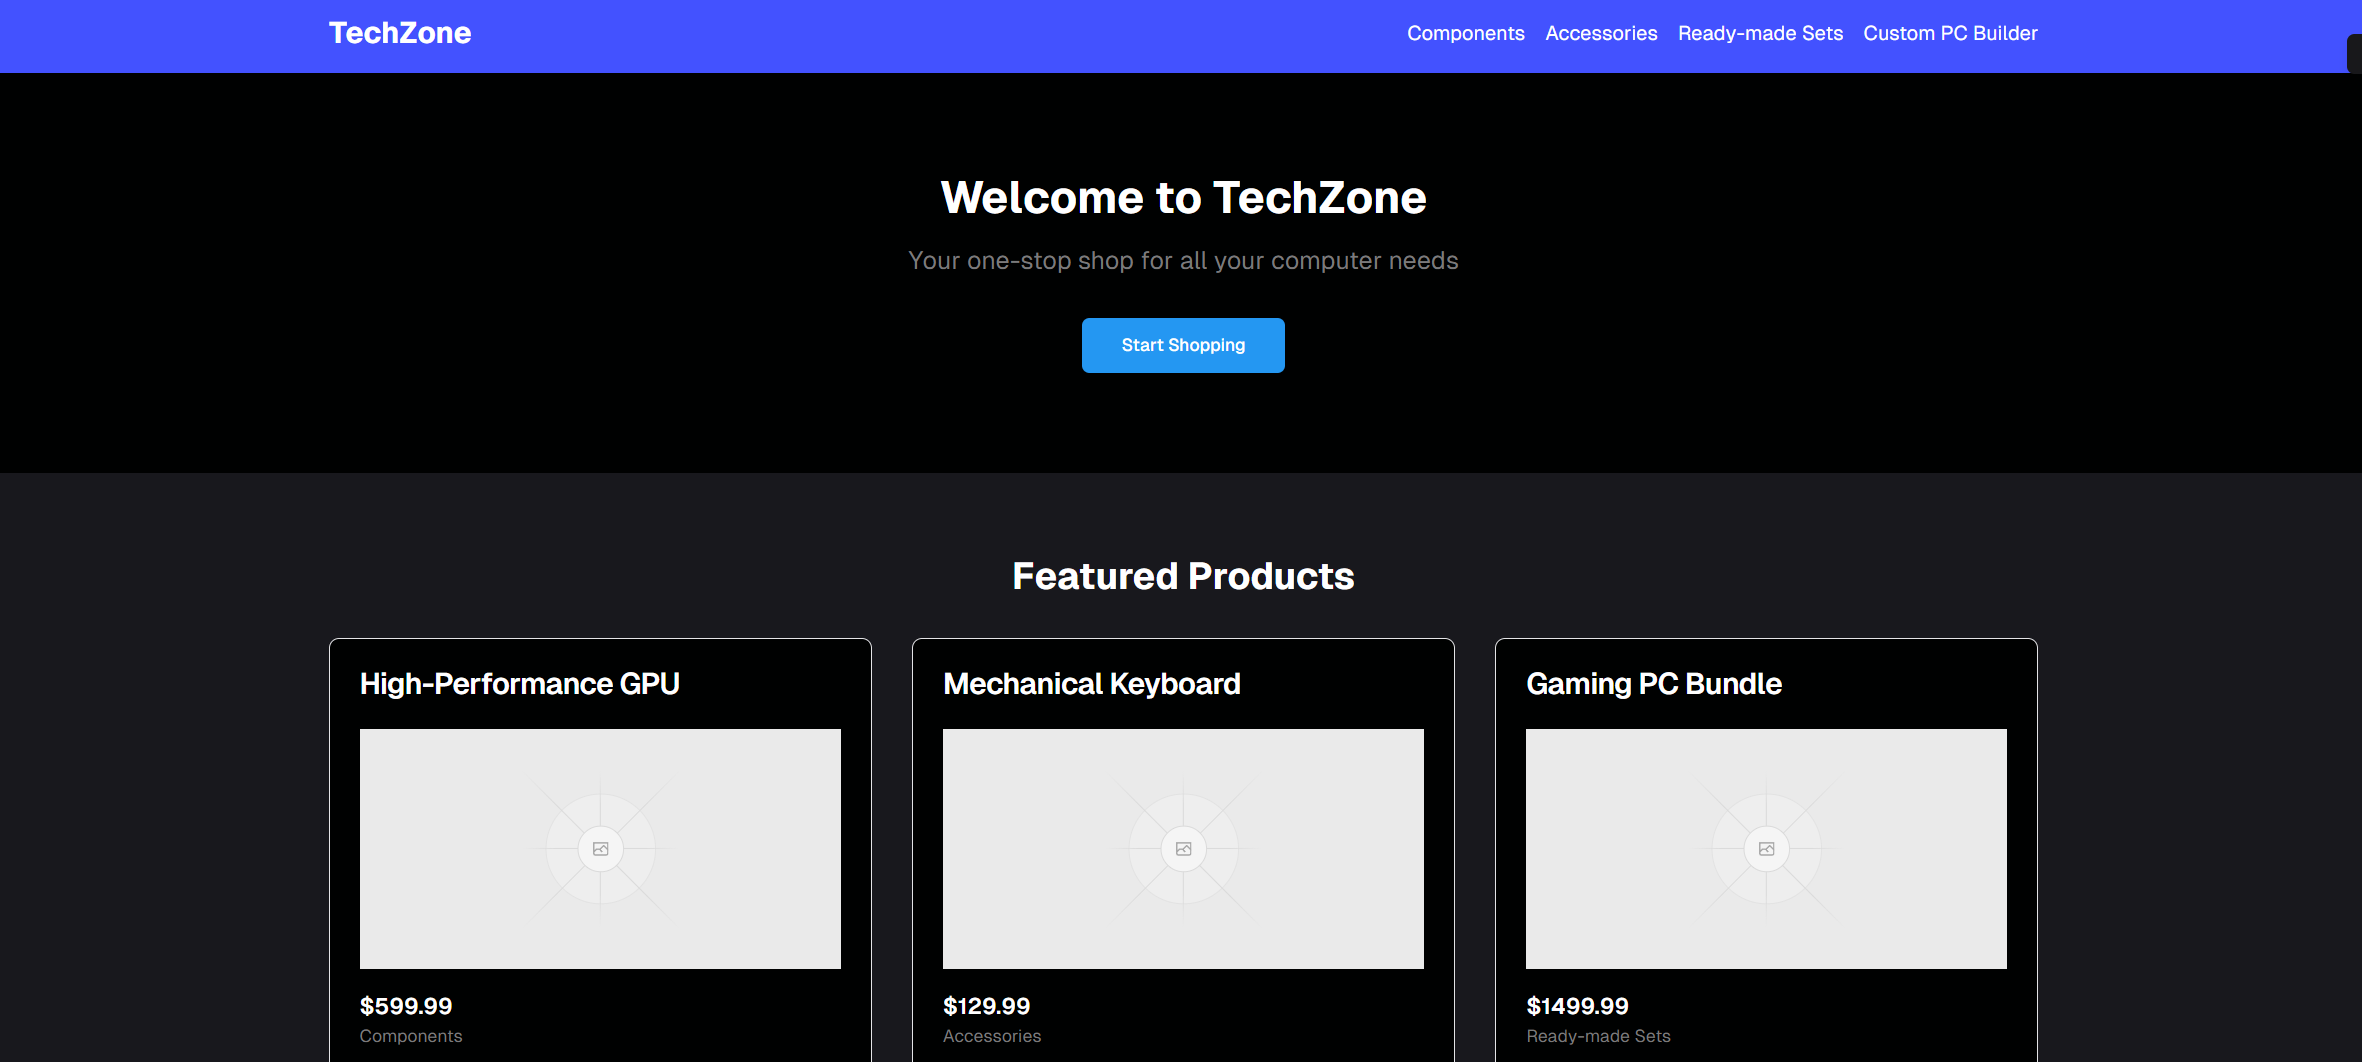 TechZone
Components Accessories Ready-made Sets Custom PC Builder
Welcome to TechZone
Your one-stop shop for all your computer needs
Start Shopping
Featured Products
High-Performance GPU
$599.99
Components
Mechanical Keyboard
$129.99
Accessories
Gaming PC Bundle
$1499.99
Ready-made Sets